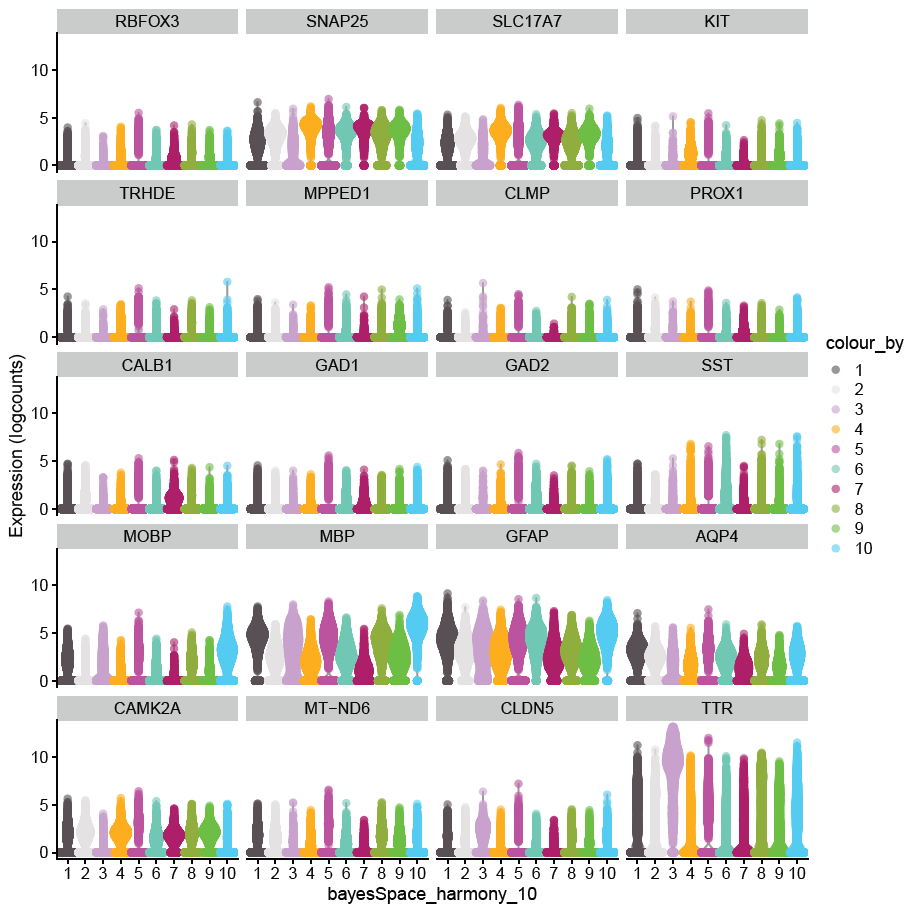 RBFOX3 SNAP25 SLC17A7 KIT
10
5
0
TRHDE MPPED1 CLMP PROX1
10
5
0
CALB1 GAD1 GAD2 SST
10
5
0
MOBP MBP GFAP AQP4
10
5
0
CAMK2A MT−ND6 CLDN5 TTR
10
5
0
1 2 3 4 5 6 7 8 9 10 1 2 3 4 5 6 7 8 9 10 1 2 3 4 5 6 7 8 9 10 1 2 3 4 5 6 7 8 9 10
bayesSpace_harmony_10
Expression (logcounts)
colour_by
1
2
3
4
5
6
7
8
9
10